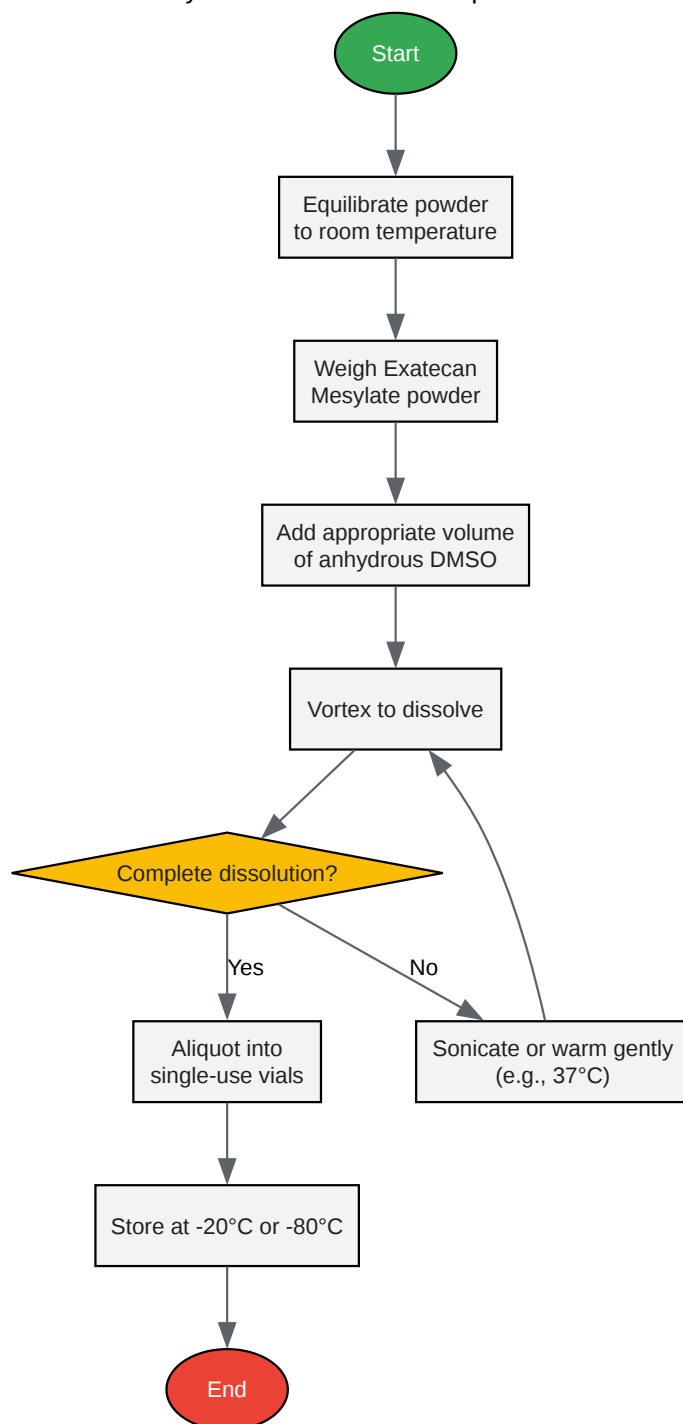 Start
Equilibrate powder
to room temperature
Weigh Exatecan
Mesylate powder
Add appropriate volume
of anhydrous DMSO
Vortex to dissolve
Complete dissolution?
Yes
No
Aliquot into
single-use vials
Sonicate or warm gently
(e.g., 37°C)
Store at -20°C or -80°C
End